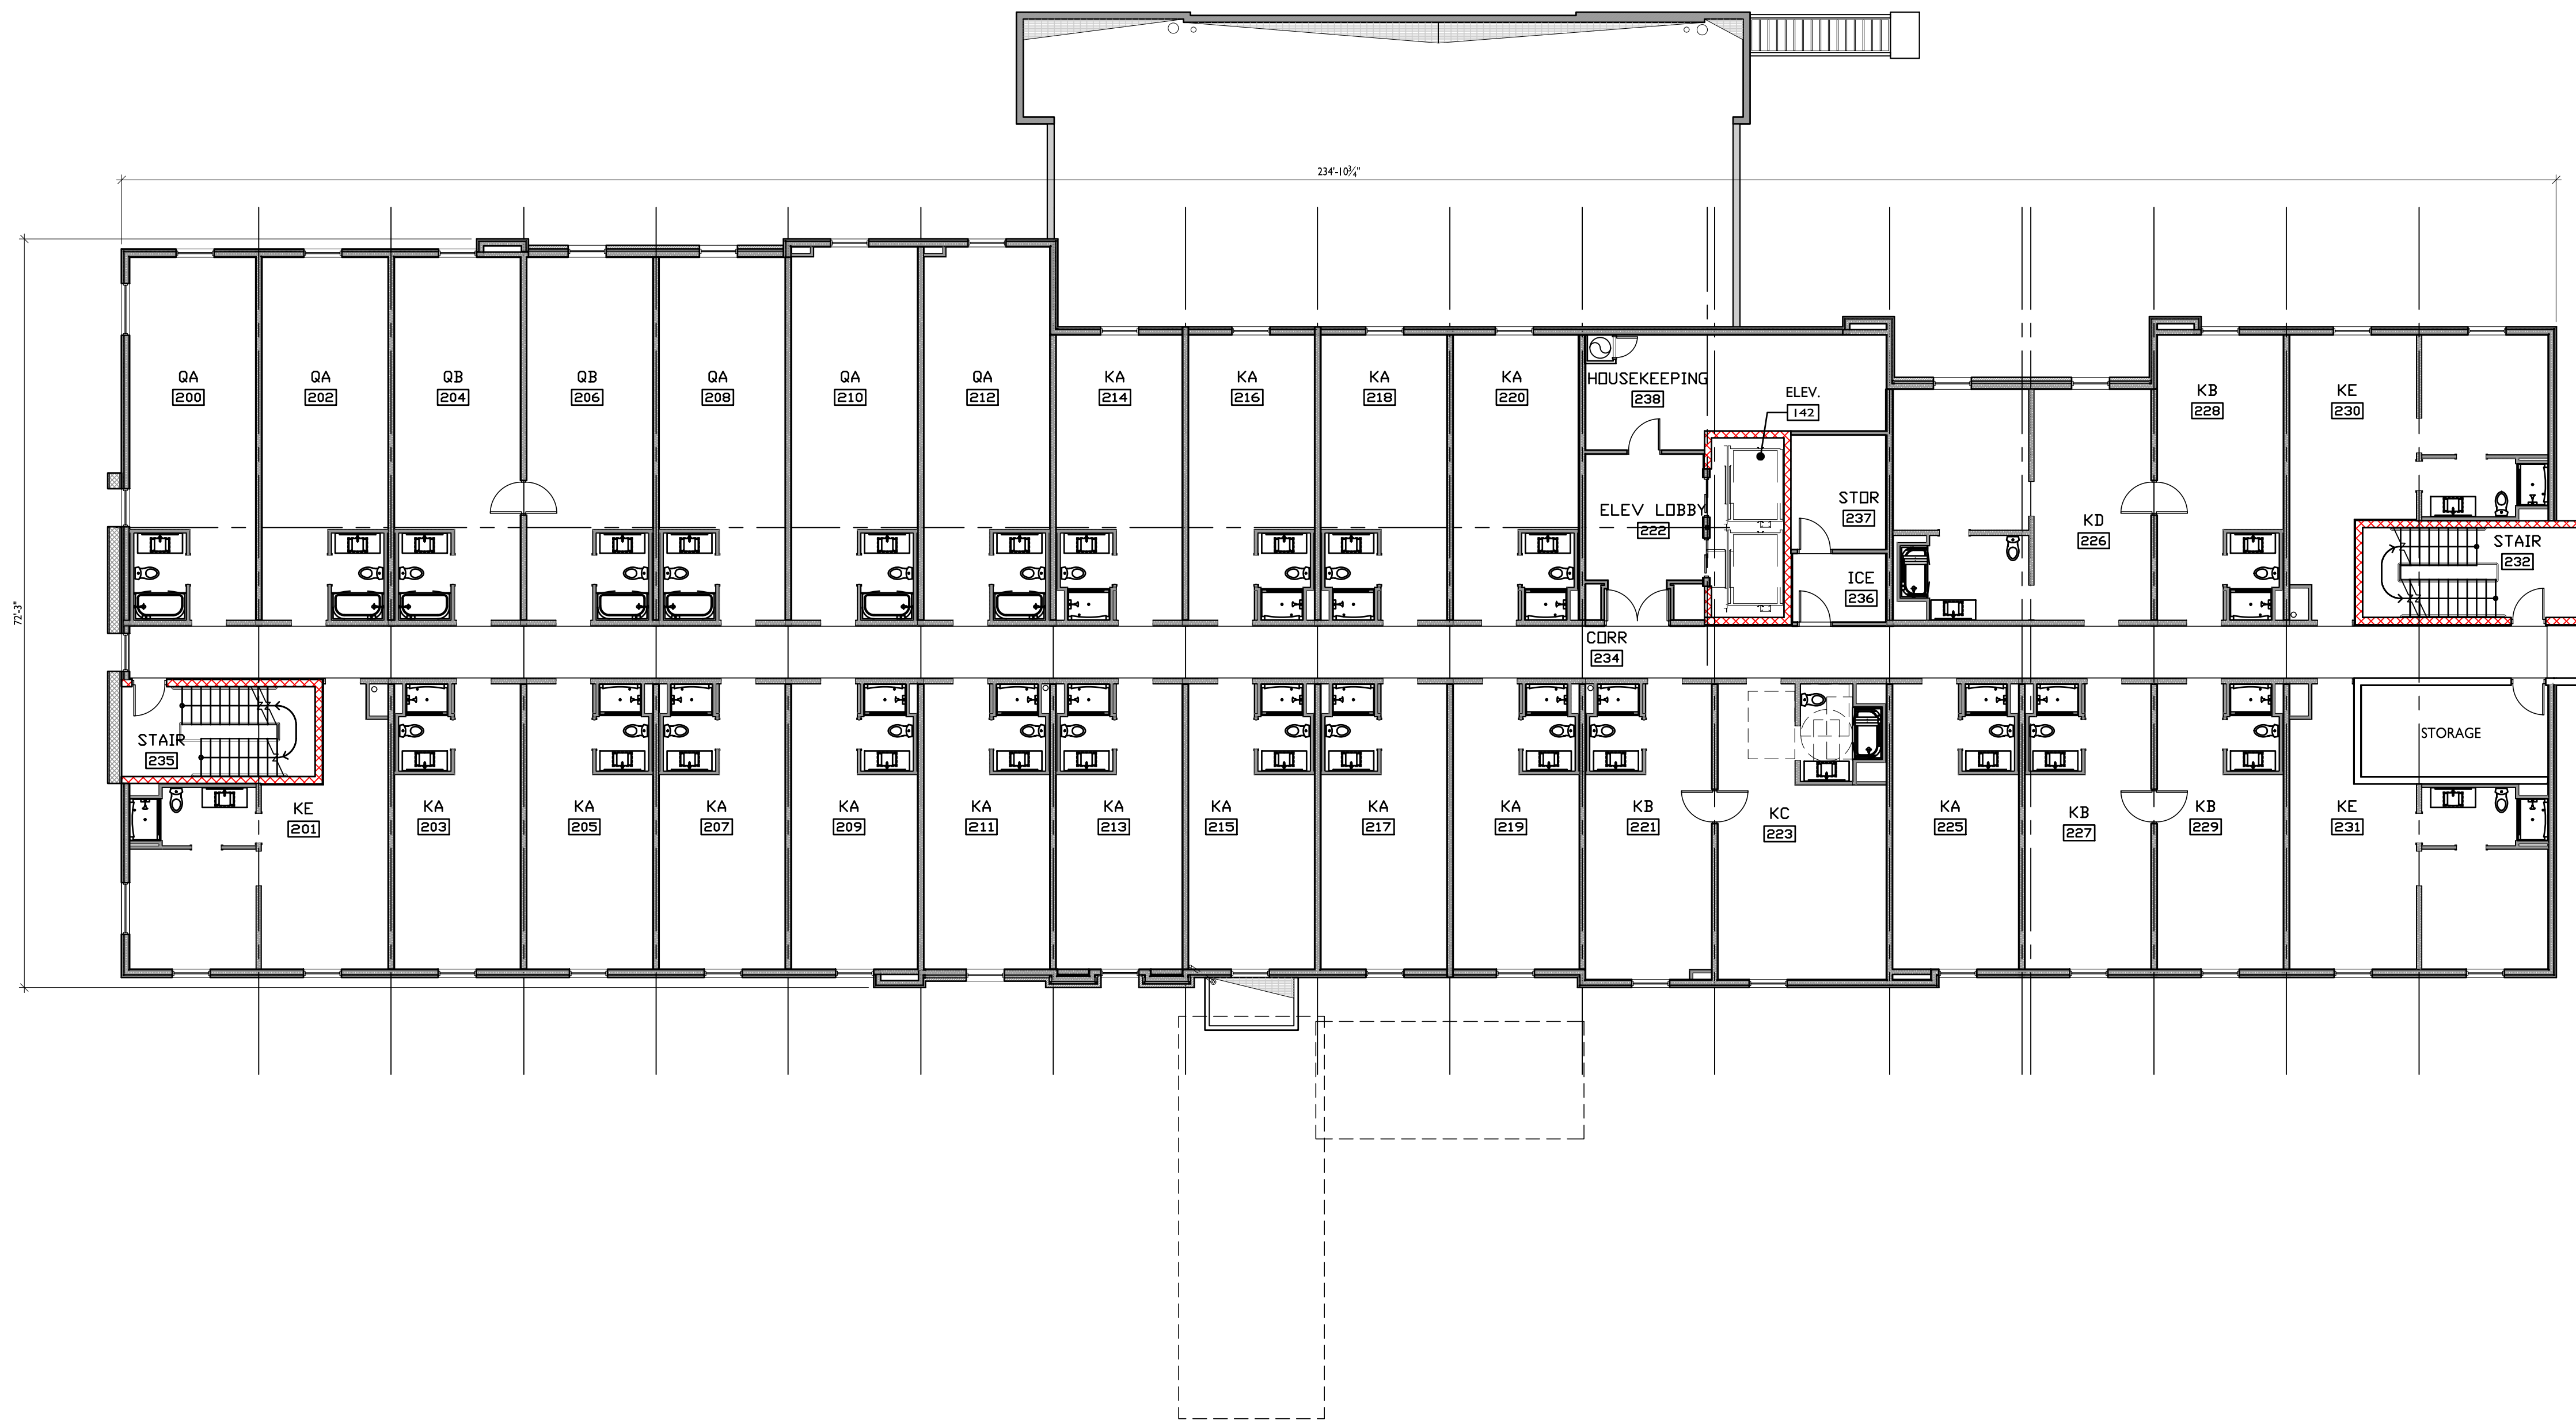 234'-10¾"
72'-3"
QA
200
QA
202
QB
204
QB
206
QA
208
QA
210
QA
212
KA
214
KA
216
KA
218
KA
220
HOUSEKEEPING
238
ELEV.
142
ELEV LOBBY
222
STOR
237
ICE
236
KD
226
KB
228
KE
230
STAIR
232
CORR
234
STAIR
235
STORAGE
KE
201
KA
203
KA
205
KA
207
KA
209
KA
211
KA
213
KA
215
KA
217
KA
219
KB
221
KC
223
KA
225
KB
227
KB
229
KE
231